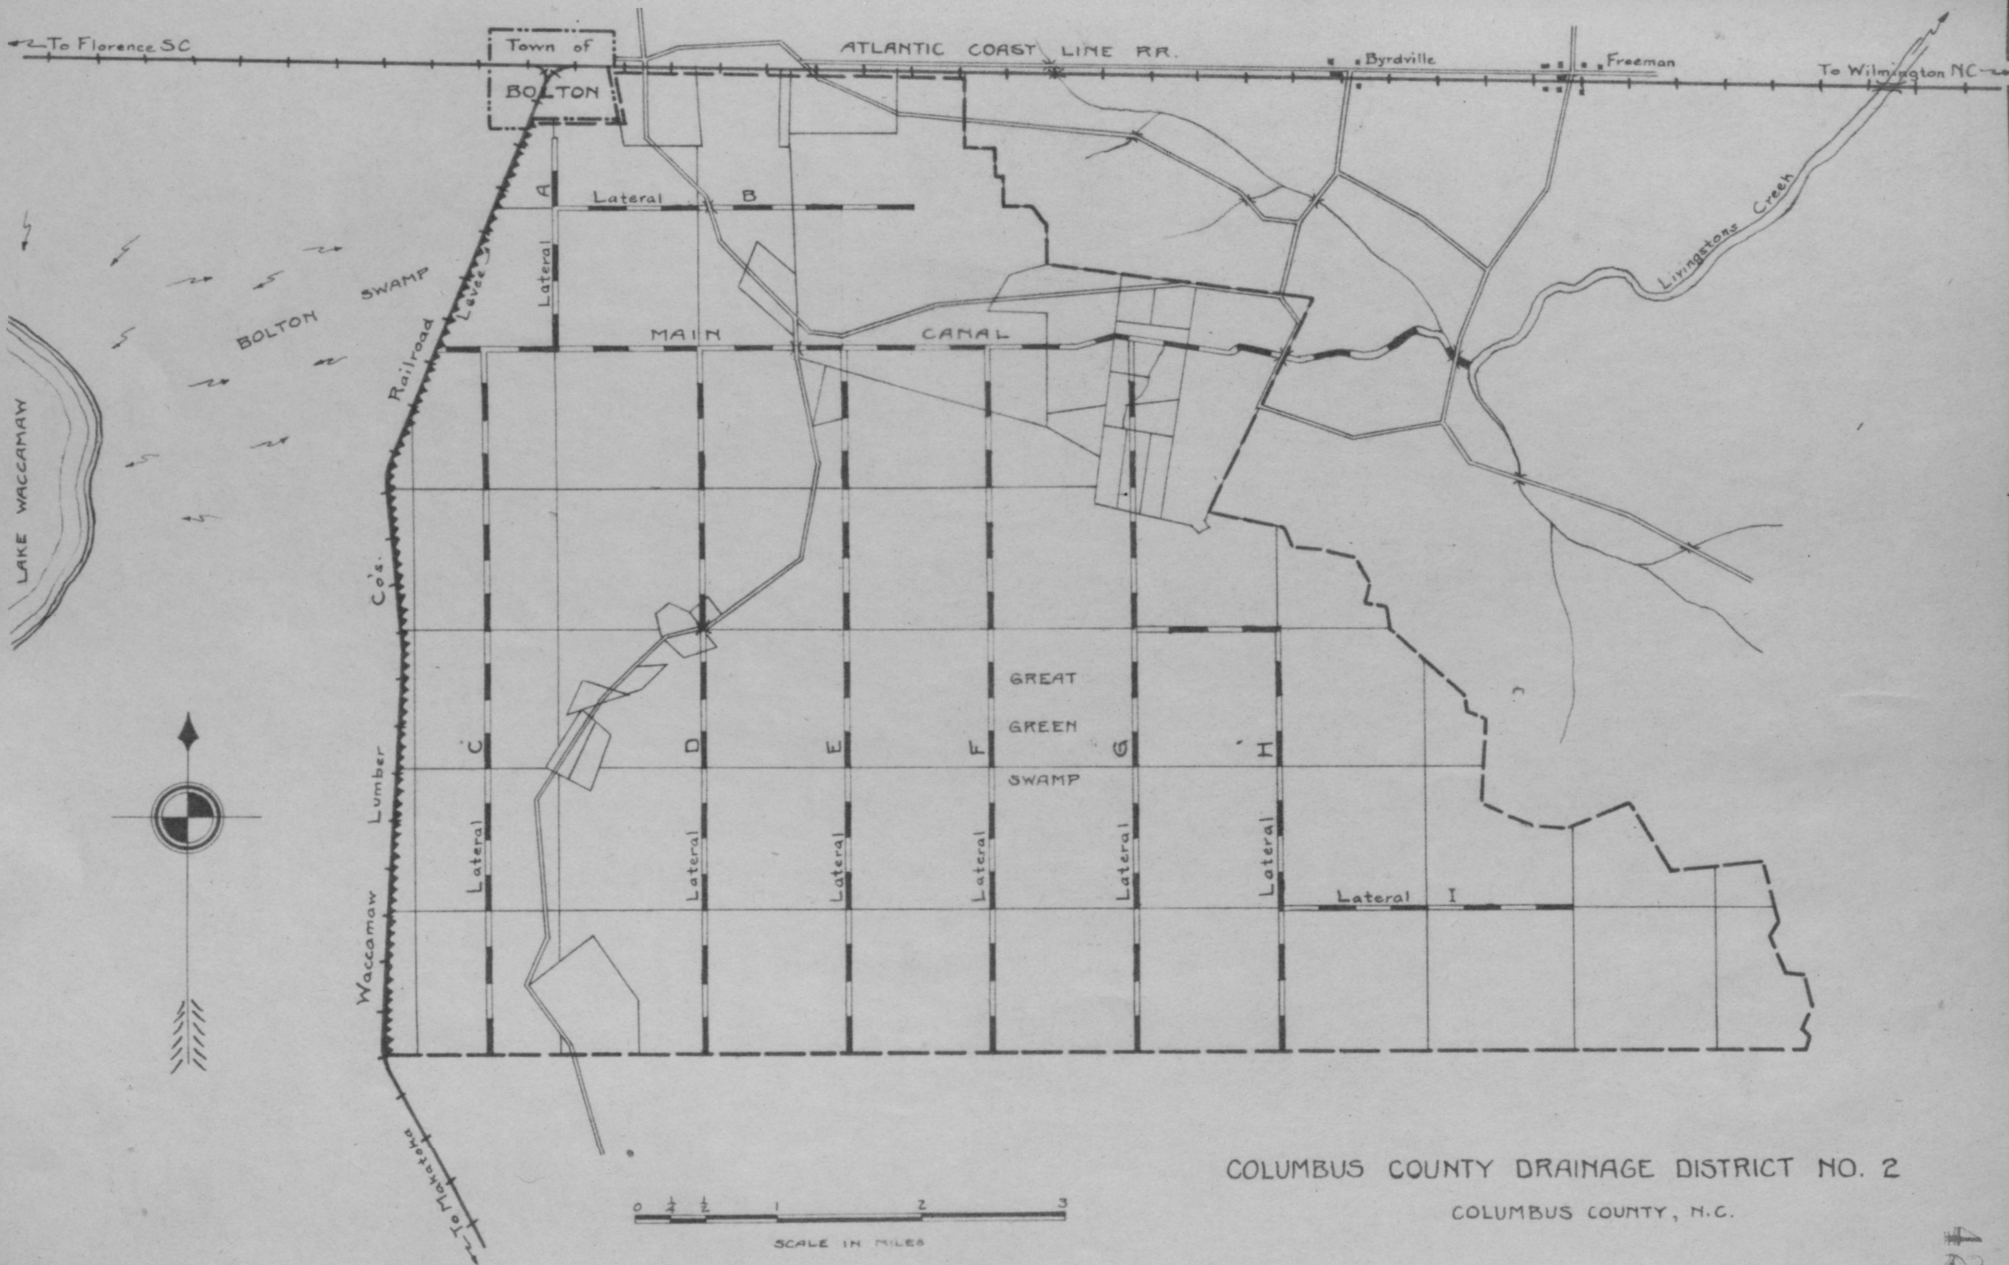 To Florence SC
Town of
BOLTON
ATLANTIC COAST LINE RR.
Byrdville
Freeman
To Wilmington NC
Lateral A
Lateral B
Livingstons Creek
BOLTON SWAMP
Levee
MAIN CANAL
LAKE WACCAMAW
Waccamaw Lumber Co's. Railroad
GREAT
GREEN
SWAMP
Lateral C
Lateral D
Lateral E
Lateral F
Lateral G
Lateral H
Lateral I
To Makatoka
0 ¼ ½ 1 2 3
SCALE IN MILES
COLUMBUS COUNTY DRAINAGE DISTRICT NO. 2
COLUMBUS COUNTY, N.C.